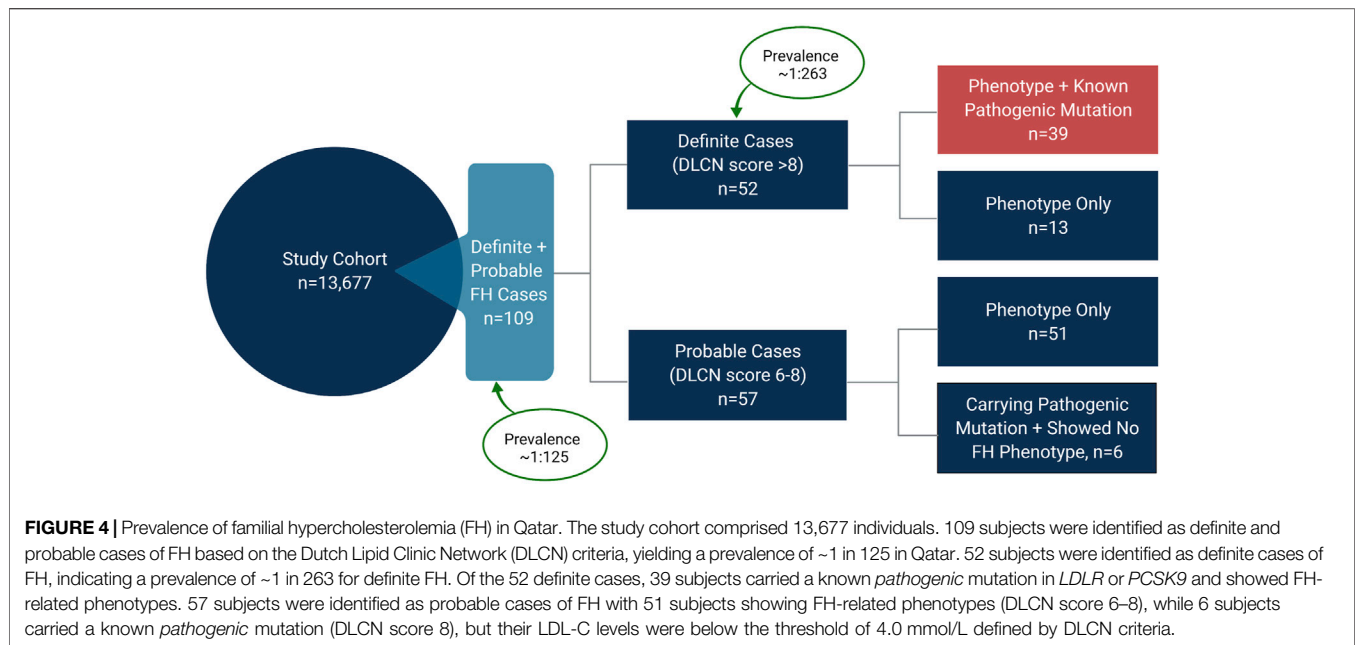 Prevalence
~1:263
Phenotype + Known
Pathogenic Mutation
n=39
Definite Cases
(DLCN score >8)
n=52
Phenotype Only
n=13
Study Cohort
n=13,677
Definite +
Probable
FH Cases
n=109
Phenotype Only
n=51
Probable Cases
(DLCN score 6-8)
n=57
Carrying Pathogenic
Mutation + Showed No
FH Phenotype, n=6
Prevalence
~1:125
FIGURE 4 | Prevalence of familial hypercholesterolemia (FH) in Qatar. The study cohort comprised 13,677 individuals. 109 subjects were identified as definite and
probable cases of FH based on the Dutch Lipid Clinic Network (DLCN) criteria, yielding a prevalence of ~1 in 125 in Qatar. 52 subjects were identified as definite cases of
FH, indicating a prevalence of ~1 in 263 for definite FH. Of the 52 definite cases, 39 subjects carried a known pathogenic mutation in LDLR or PCSK9 and showed FH-
related phenotypes. 57 subjects were identified as probable cases of FH with 51 subjects showing FH-related phenotypes (DLCN score 6–8), while 6 subjects
carried a known pathogenic mutation (DLCN score 8), but their LDL-C levels were below the threshold of 4.0 mmol/L defined by DLCN criteria.